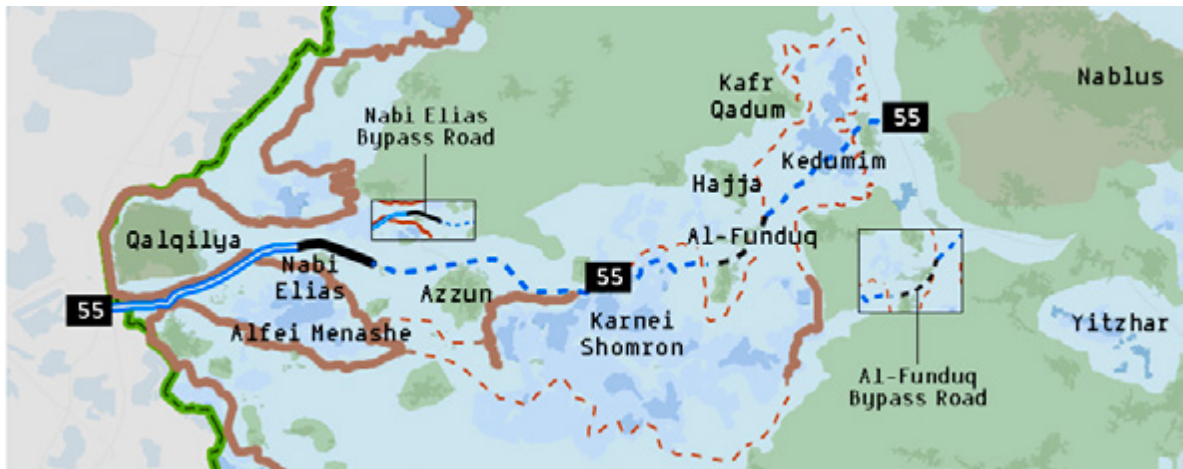 Nablus
Kafr
Qadum
55
Nabi Elias
Bypass Road
Kedumim
Hajja
Qalqilya
Al-Funduq
Nabi
Elias
55
Azzun
55
Karnei
Shomron
Alfei Menashe
Yitzhar
Al-Funduq
Bypass Road